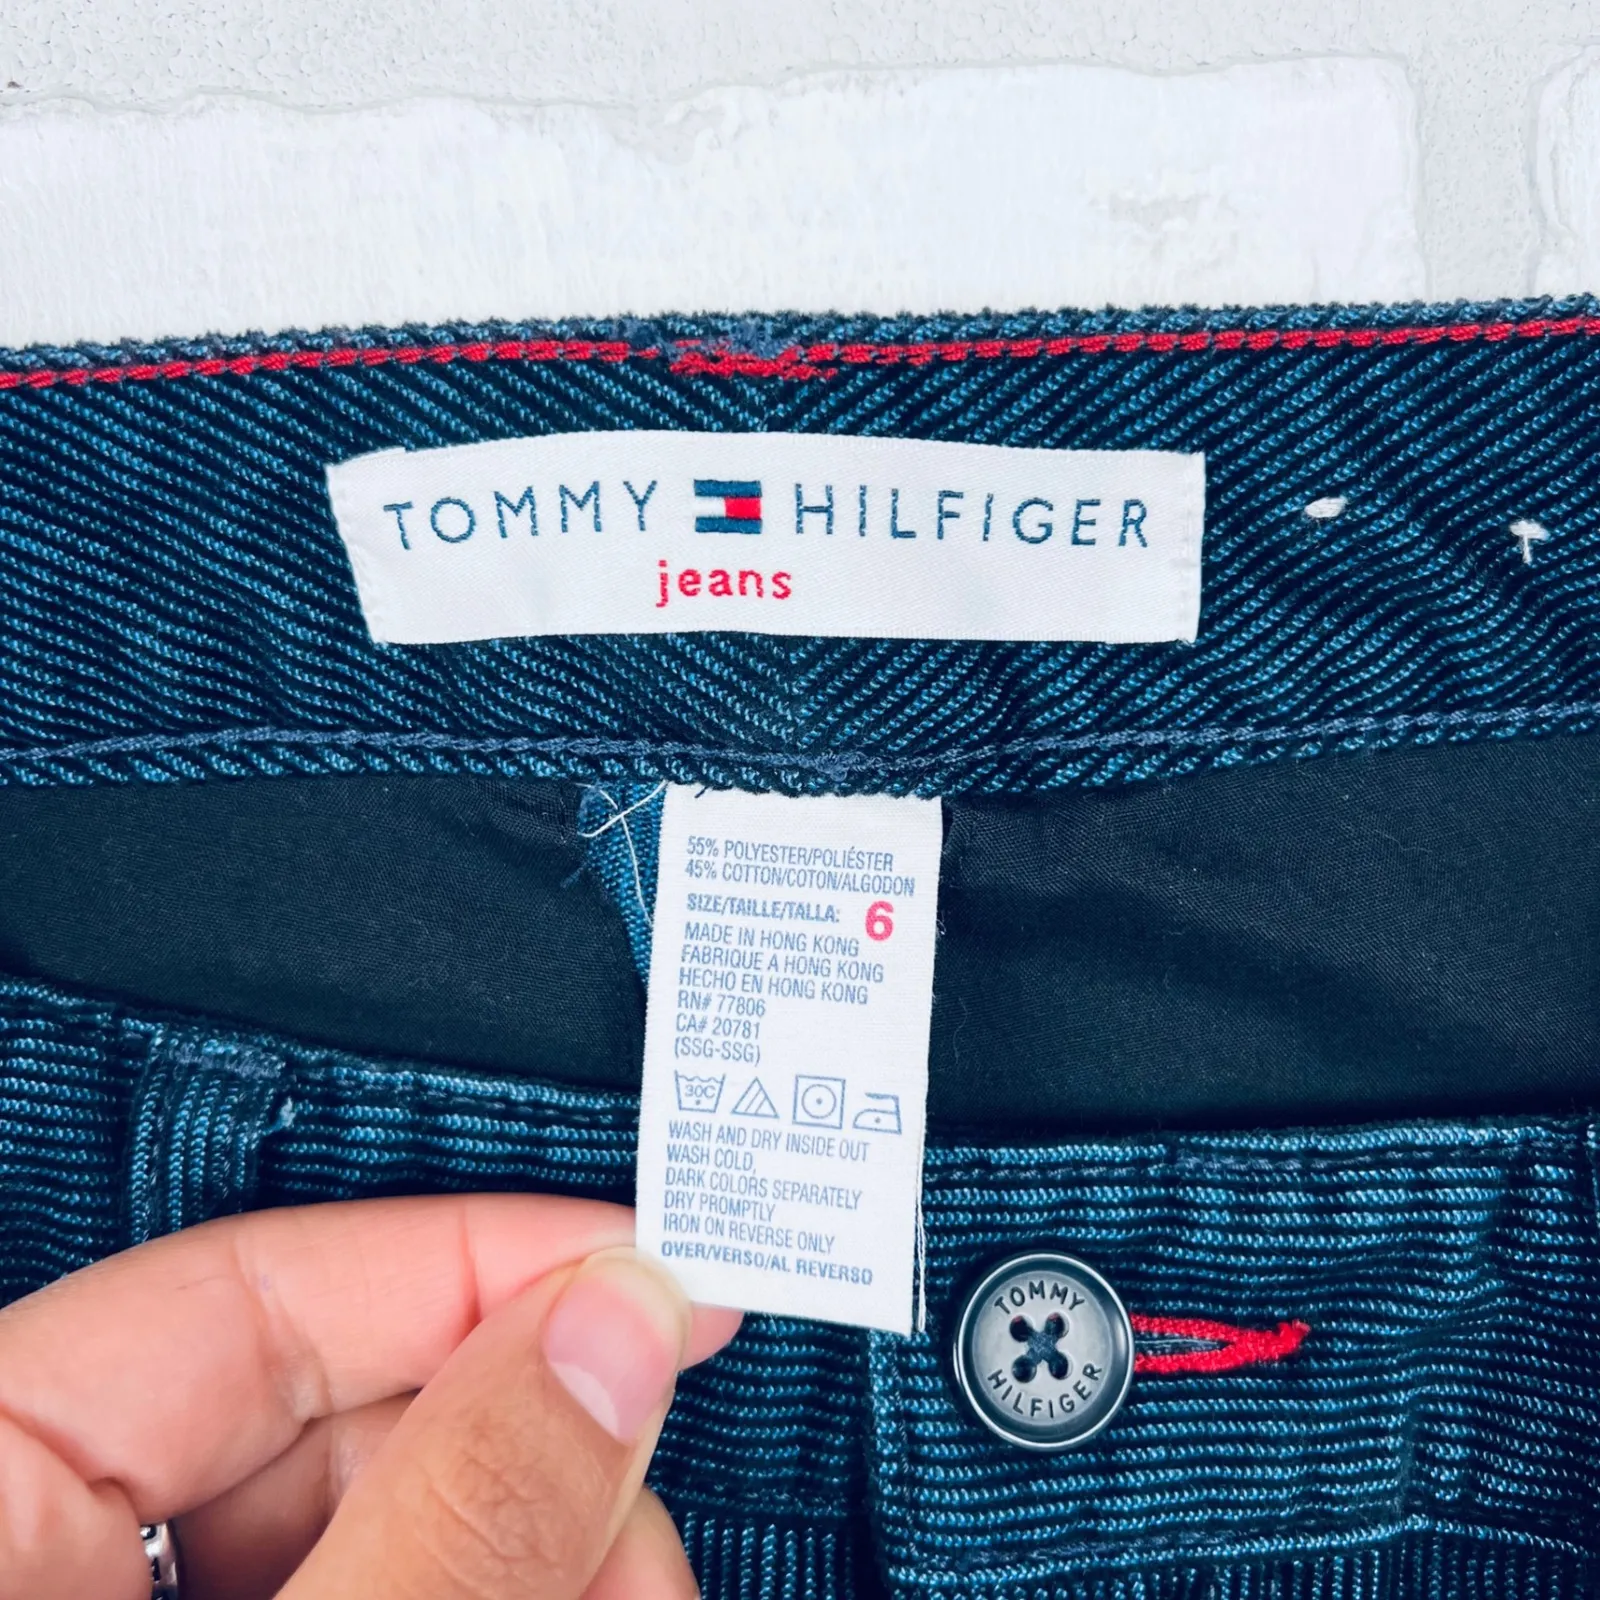 TOMMY HILFIGER
jeans
55% POLYESTER/POLIÉSTER
45% COTTON/COTON/ALGODON
SIZE/TAILLE/TALLA: 6
MADE IN HONG KONG
FABRIQUE A HONG KONG
HECHO EN HONG KONG
RN# 77806
CA# 20781
(SSG-SSG)
30C
WASH AND DRY INSIDE OUT
WASH COLD,
DARK COLORS SEPARATELY
DRY PROMPTLY
IRON ON REVERSE ONLY
OVER/VERSO/AL REVERSO
TOMMY
HILFIGER